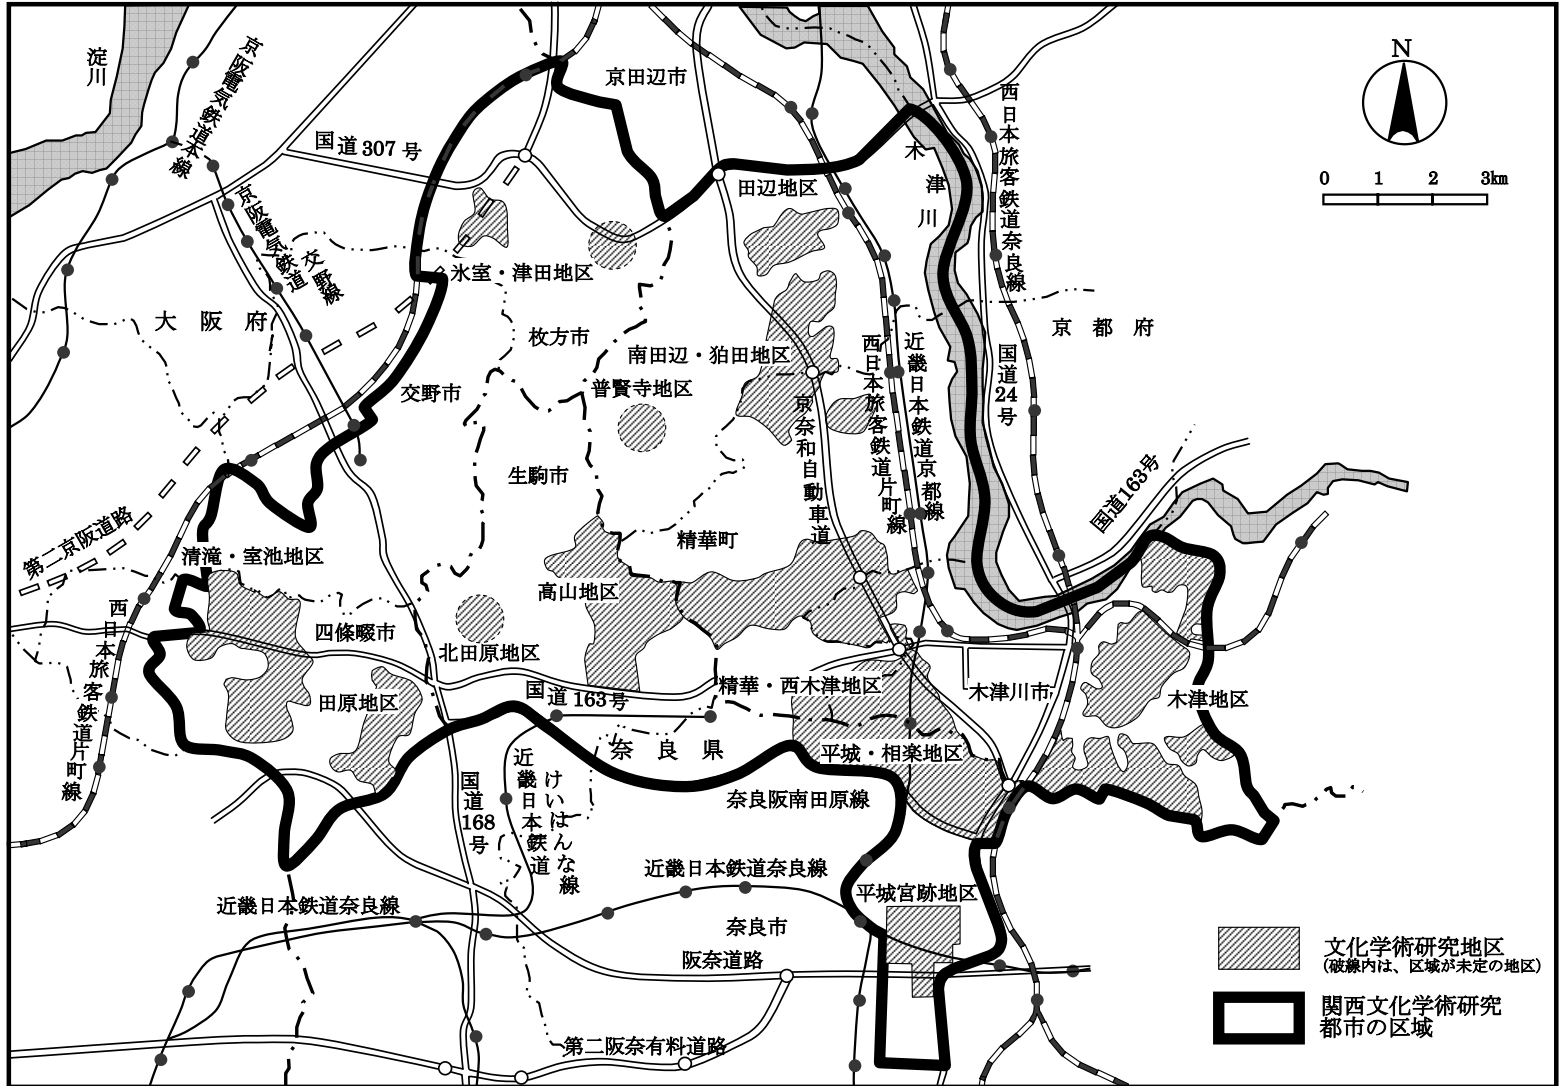 淀川
京阪電気鉄道本線
京田辺市
N
国道307号
0 1 2 3km
西日本旅客鉄道奈良線
木津川
田辺地区
京阪電気鉄道交野線
氷室・津田地区
大阪府
京都府
枚方市
南田辺・狛田地区
西日本旅客鉄道片町線
近畿日本鉄道京都線
国道24号
交野市
普賢寺地区
京奈和自動車道
生駒市
国道163号
第二京阪道路
精華町
清滝・室池地区
高山地区
西日本旅客鉄道片町線
四條畷市
北田原地区
田原地区
国道163号
精華・西木津地区
木津川市
木津地区
奈良県
平城・相楽地区
近畿日本鉄道
けいはんな線
国道168号
奈良阪南田原線
近畿日本鉄道奈良線
平城宮跡地区
近畿日本鉄道奈良線
奈良市
阪奈道路
第二阪奈有料道路
文化学術研究地区
(破線内は、区域が未定の地区)
関西文化学術研究
都市の区域